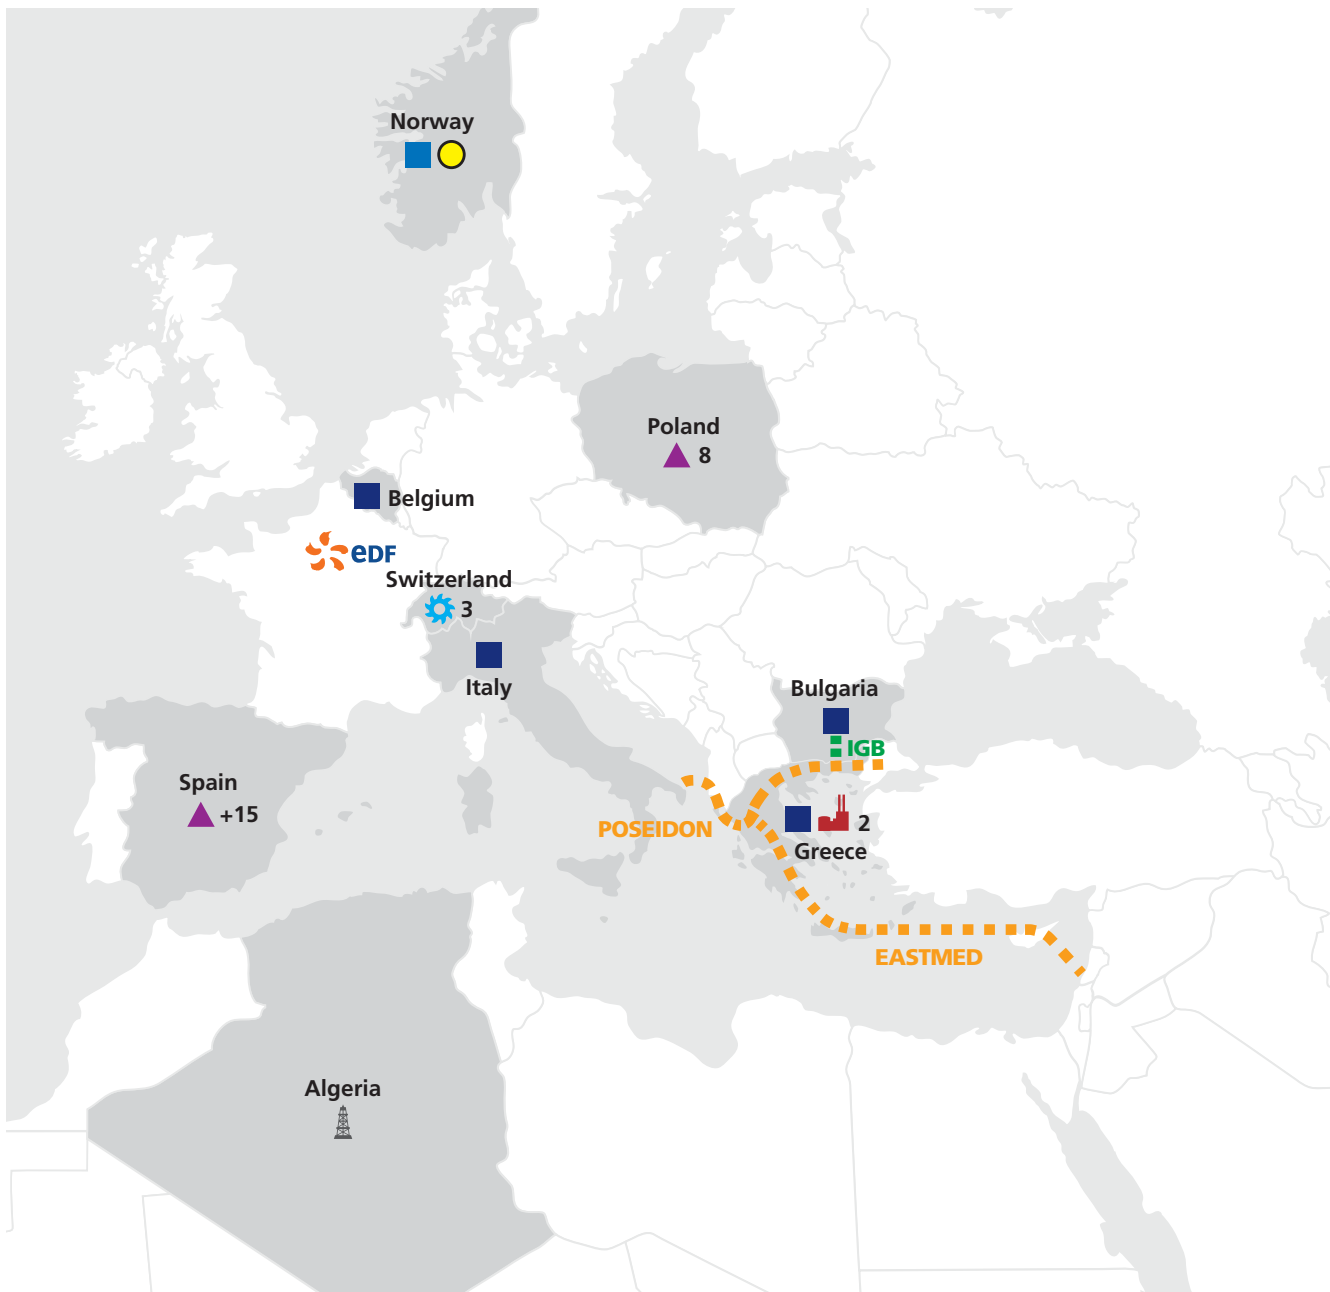 Norway
Poland
8
Belgium
eDF
Switzerland
3
Italy
Bulgaria
IGB
Spain
+15
POSEIDON
2
Greece
EASTMED
Algeria